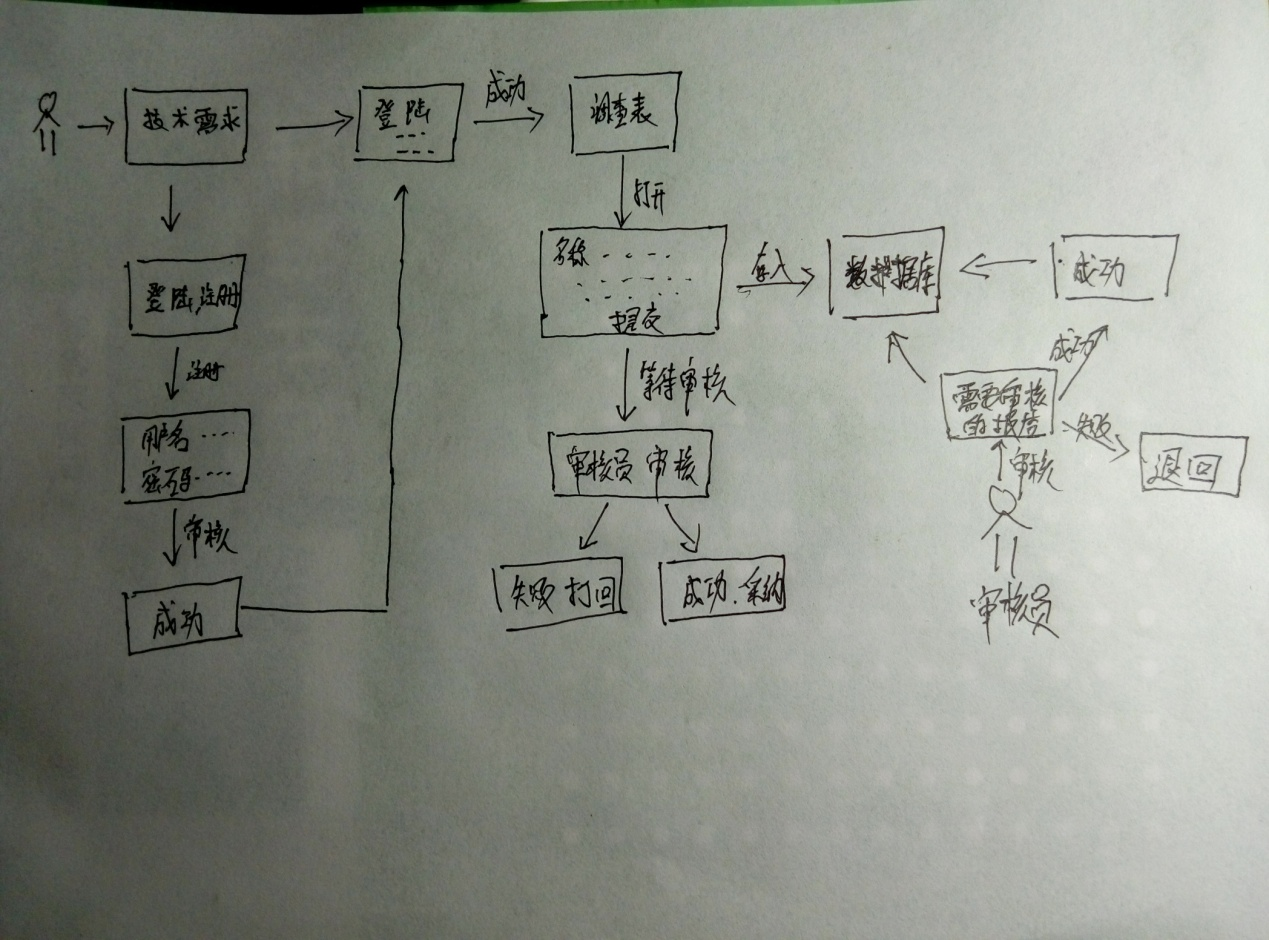 成功
技术需求
登陆
调查表
打开
名称
提交
存入
数据库
成功
登陆,注册
注册
用户名
密码
等待审核
成功
需要审核
的报告
失败
退回
审核
审核员 审核
审核
失败 打回
成功.采纳
成功
审核员